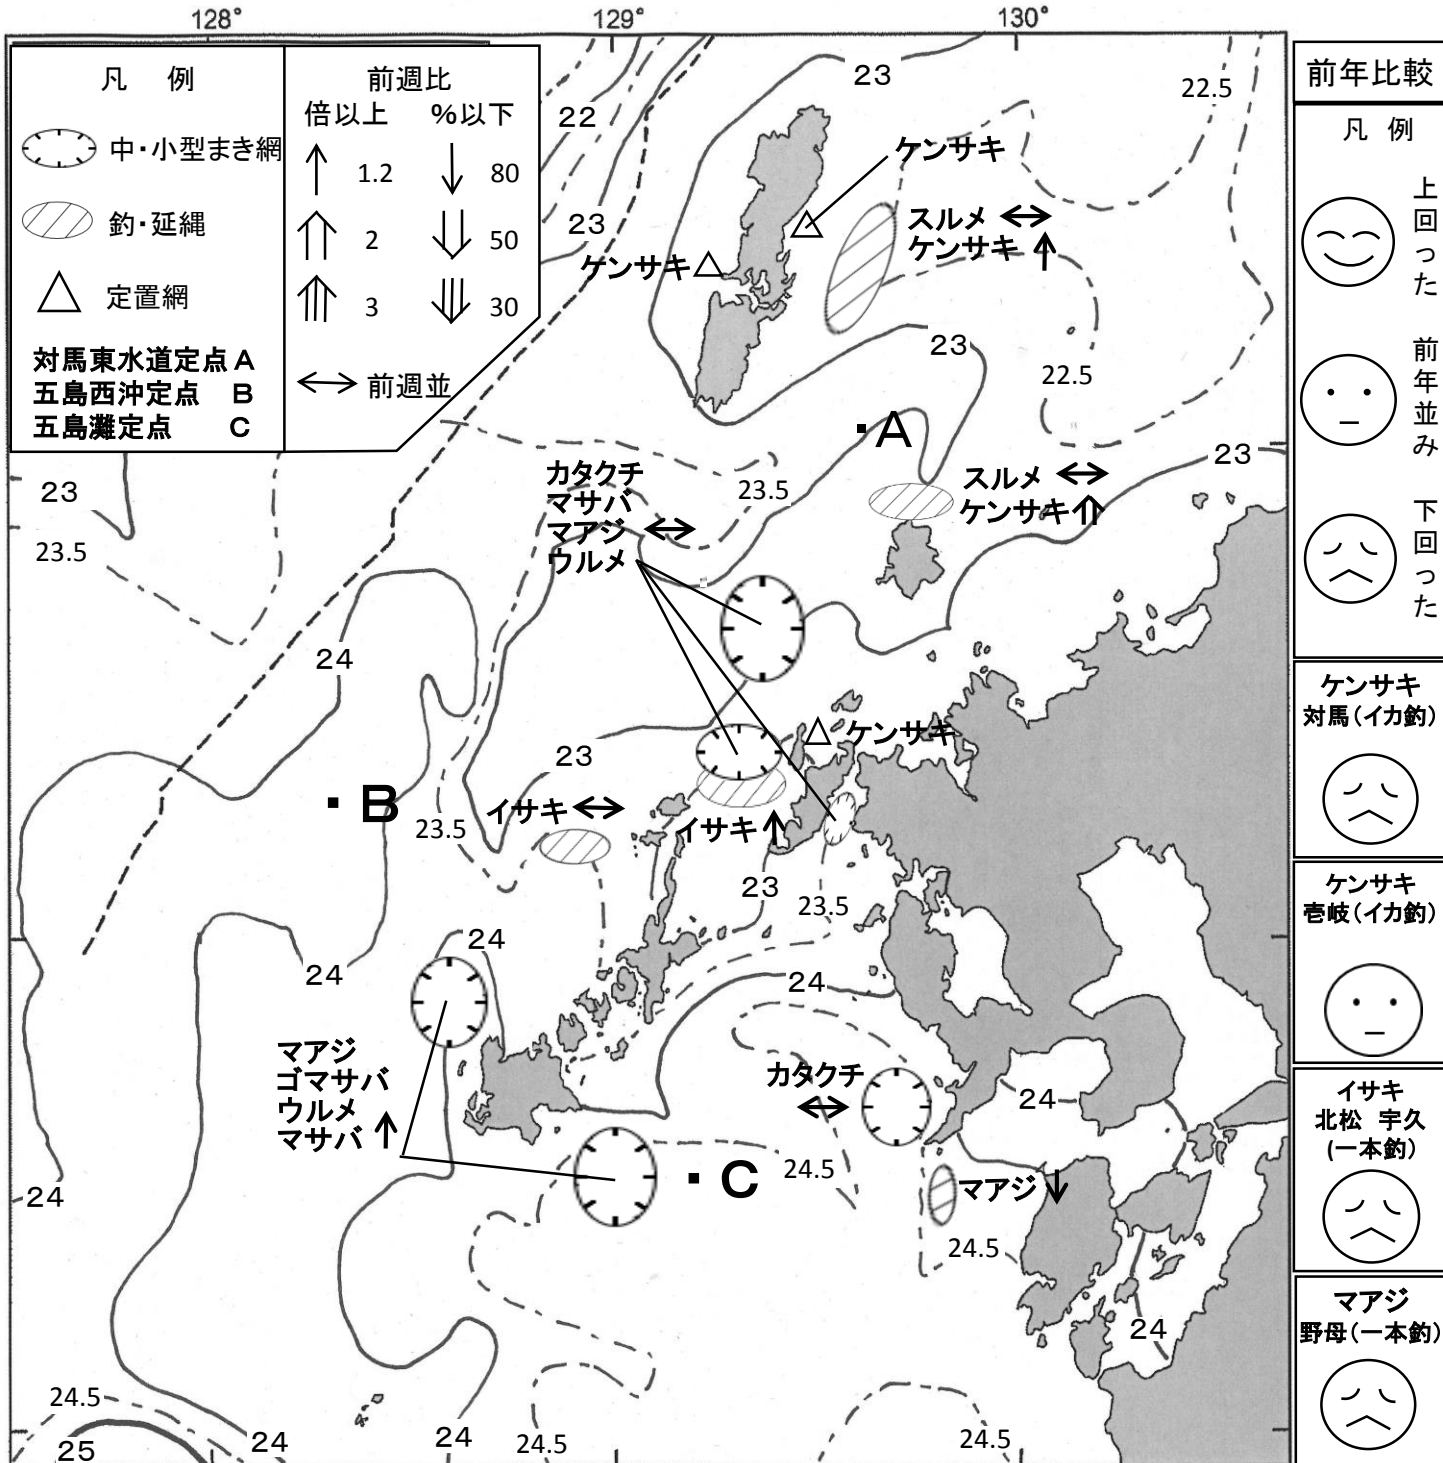 128°
129°
130°
凡　例
中・小型まき網
釣・延縄
定置網
対馬東水道定点 A
五島西沖定点　B
五島灘定点　C
前週比
倍以上　%以下
1.2　80
2　50
3　30
前週並
前年比較
凡　例
上回った
前年並み
下回った
ケンサキ
対馬(イカ釣)
ケンサキ
壱岐(イカ釣)
イサキ
北松　宇久
(一本釣)
マアジ
野母(一本釣)
22
23
23
22.5
ケンサキ
スルメ
ケンサキ
ケンサキ
23
22.5
A
23
23.5
カタクチ
マサバ
マアジ
ウルメ
23.5
スルメ
ケンサキ
23
24
23
ケンサキ
B
23.5
イサキ
イサキ
23
23.5
24
24
24
マアジ
ゴマサバ
ウルメ
マサバ
カタクチ
24
C
24.5
マアジ
24
24.5
24
24.5
25
24
24
24.5
24.5